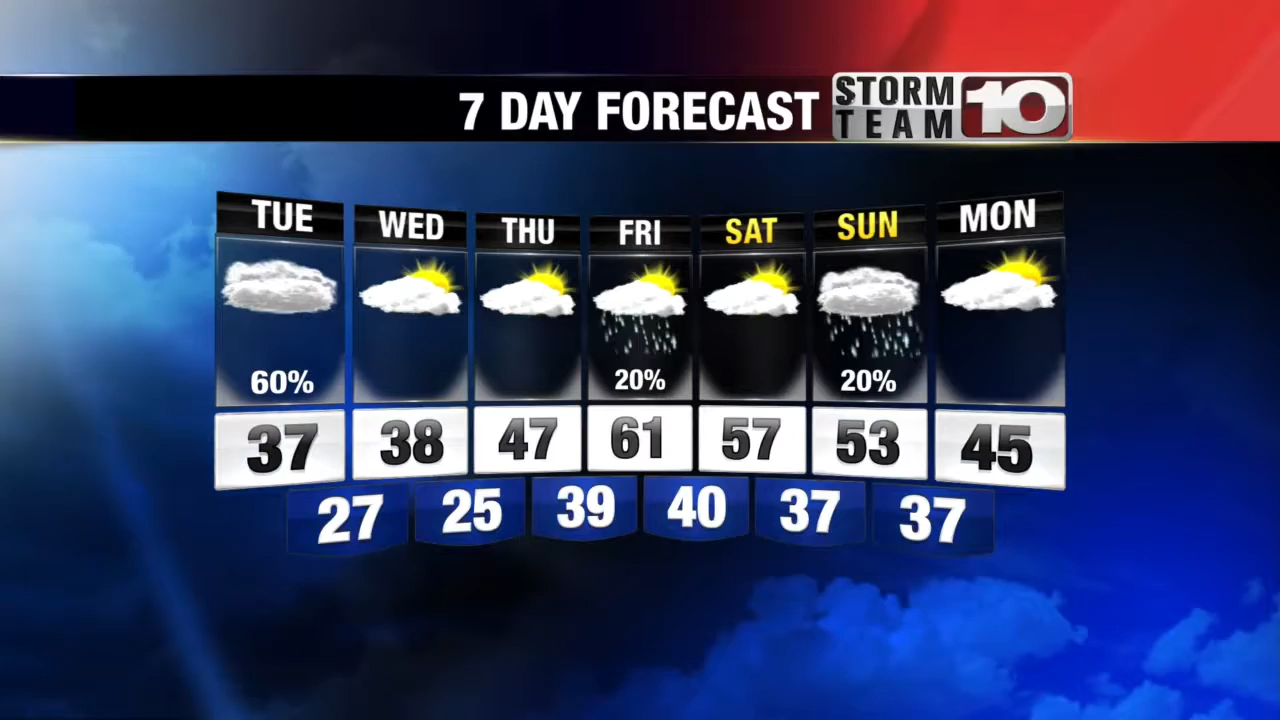 7 DAY FORECAST
STORM TEAM 10
TUE WED THU FRI SAT SUN MON
60% 20% 20%
37 38 47 61 57 53 45
27 25 39 40 37 37